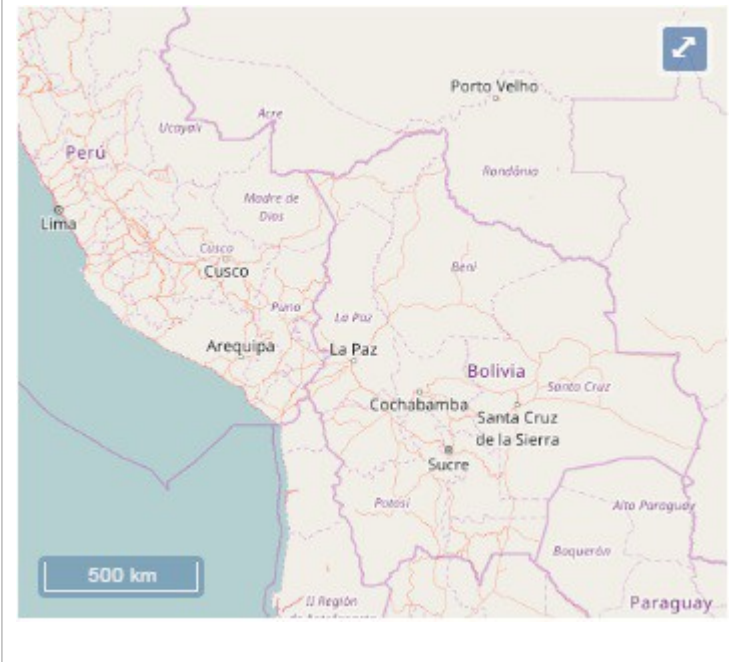 Porto Velho
Acre
Ucayali
Perú
Rondônia
Madre de
Dios
Lima
Cusco
Cusco
Beni
Puno
La Paz
Arequipa
La Paz
Bolivia
Santa Cruz
Cochabamba
Santa Cruz
de la Sierra
Sucre
Potosí
Alto Paraguay
Boquerón
500 km
II Región
Paraguay